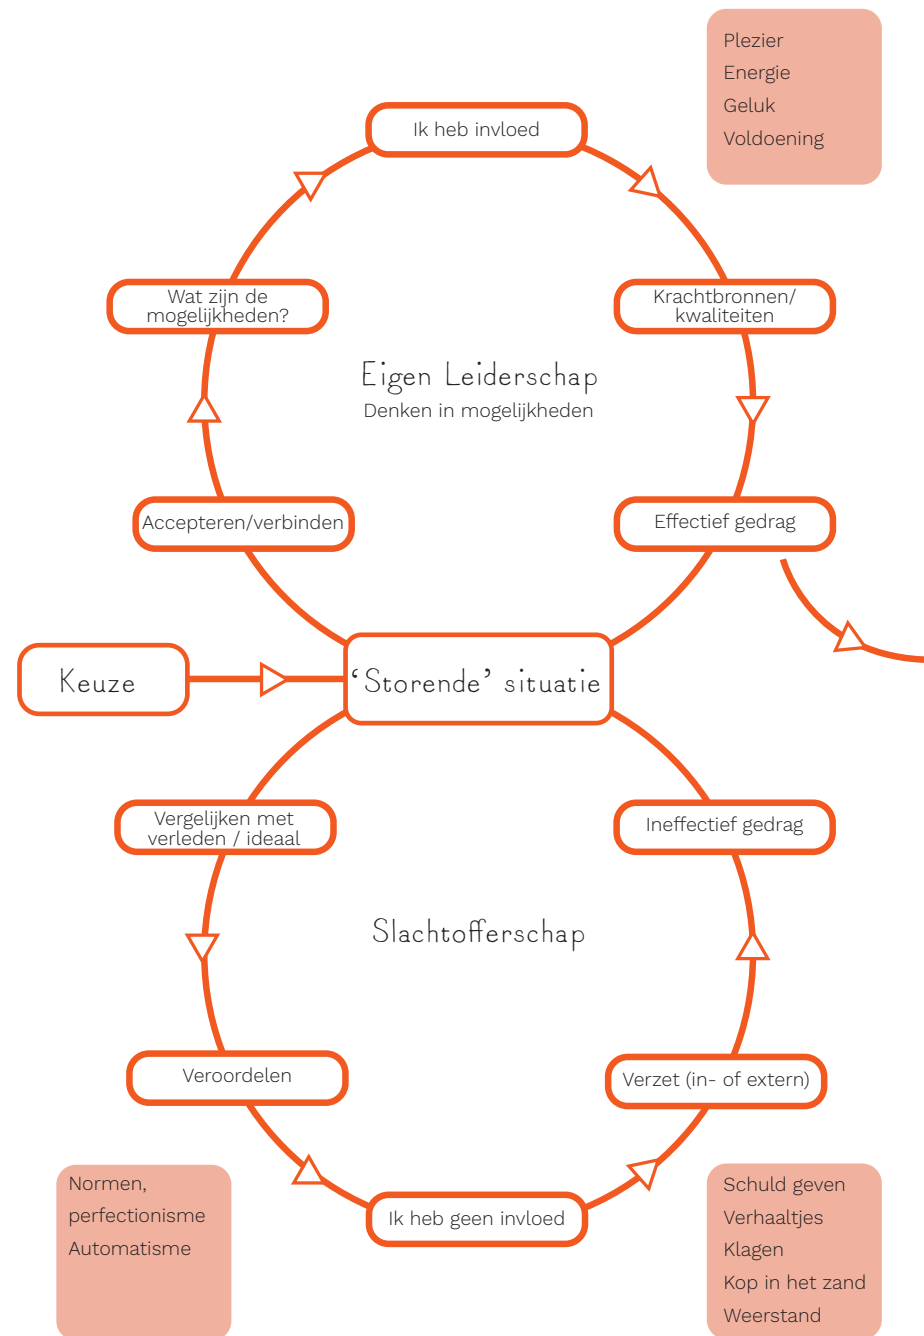 Plezier
Energie
Geluk
Voldoening
Ik heb invloed
Wat zijn de
mogelijkheden?
Krachtbronnen/
kwaliteiten
Eigen Leiderschap
Denken in mogelijkheden
Accepteren/verbinden
Effectief gedrag
Keuze
‘Storende’ situatie
Vergelijken met
verleden / ideaal
Ineffectief gedrag
Slachtofferschap
Veroordelen
Verzet (in- of extern)
Normen,
perfectionisme
Automatisme
Ik heb geen invloed
Schuld geven
Verhaaltjes
Klagen
Kop in het zand
Weerstand